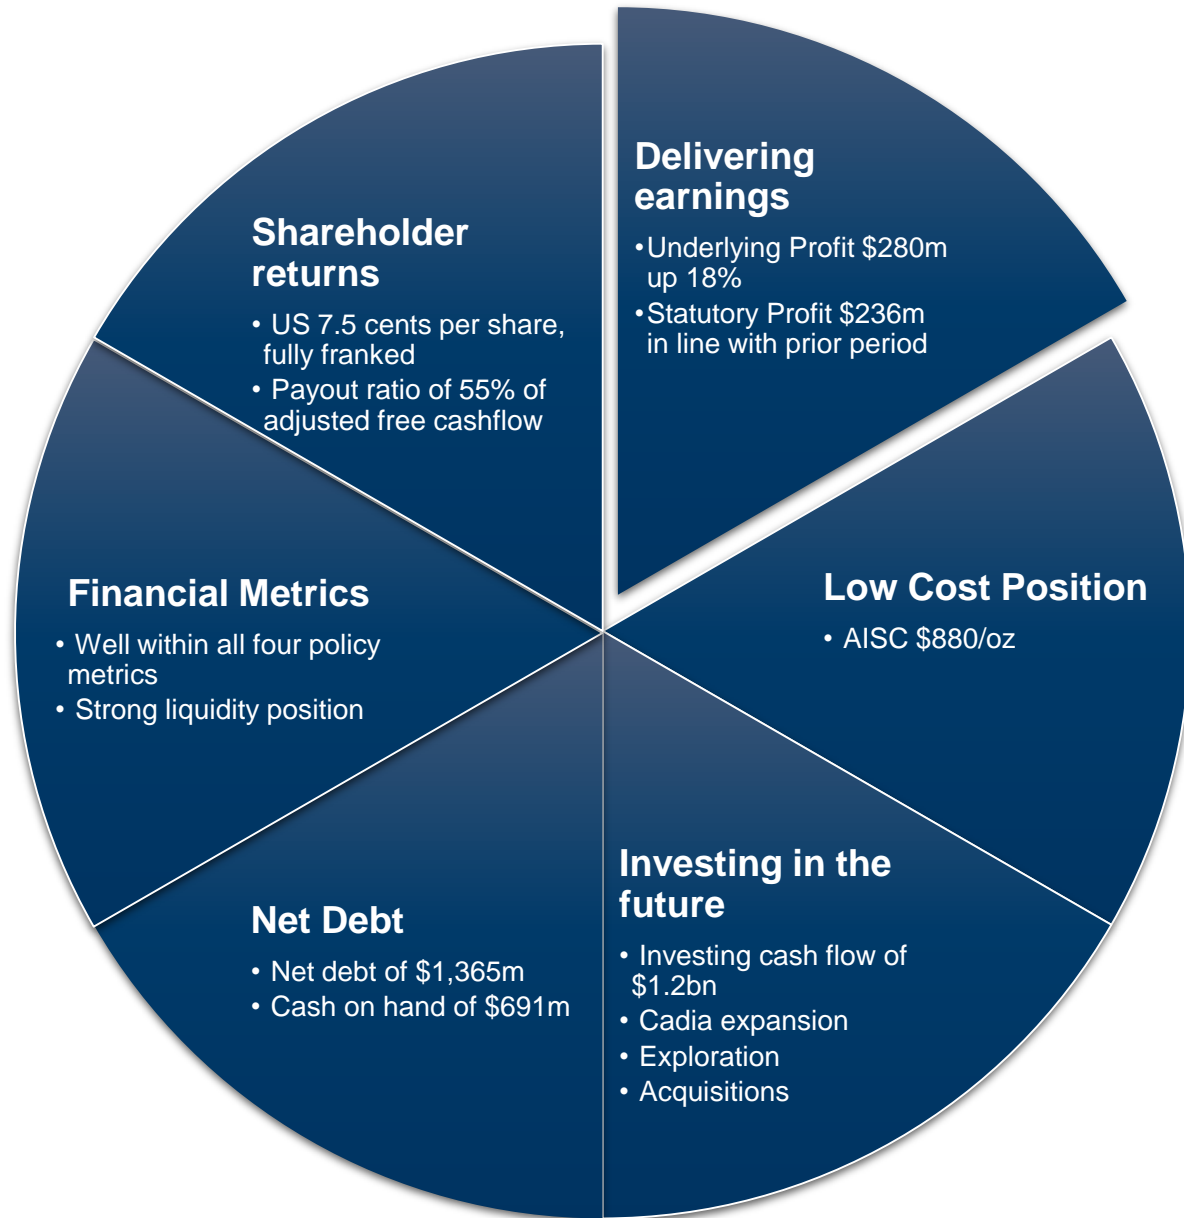 Delivering
earnings
•Underlying Profit $280m
up 18%
•Statutory Profit $236m
in line with prior period
Low Cost Position
• AISC $880/oz
Investing in the
future
• Investing cash flow of
$1.2bn
• Cadia expansion
• Exploration
• Acquisitions
Net Debt
• Net debt of $1,365m
• Cash on hand of $691m
Financial Metrics
• Well within all four policy
metrics
• Strong liquidity position
Shareholder
returns
• US 7.5 cents per share,
fully franked
• Payout ratio of 55% of
adjusted free cashflow